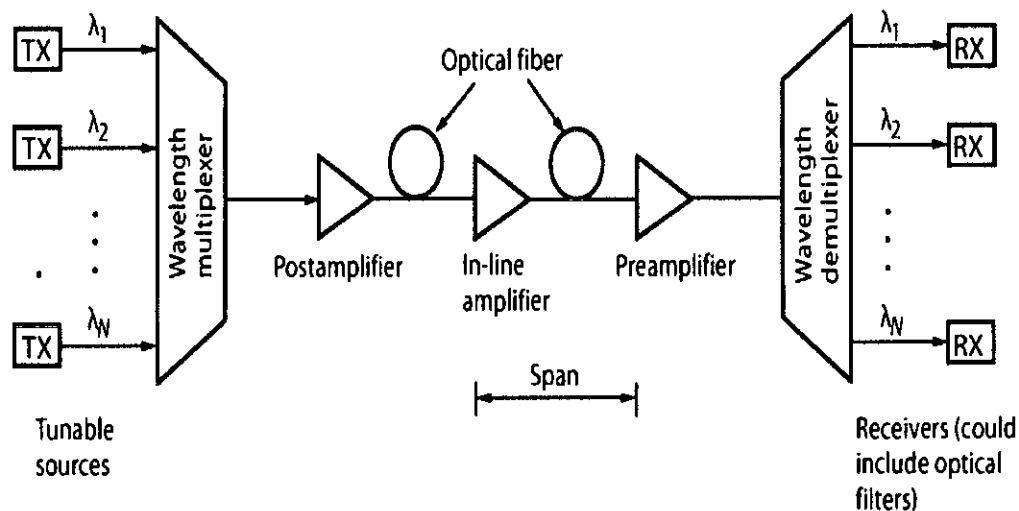 TX
λ1
TX
λ2
TX
λN
Wavelength
multiplexer
Optical fiber
Postamplifier
In-line
amplifier
Preamplifier
Span
Wavelength
demultiplexer
λ1
RX
λ2
RX
λN
RX
Tunable
sources
Receivers (could
include optical
filters)